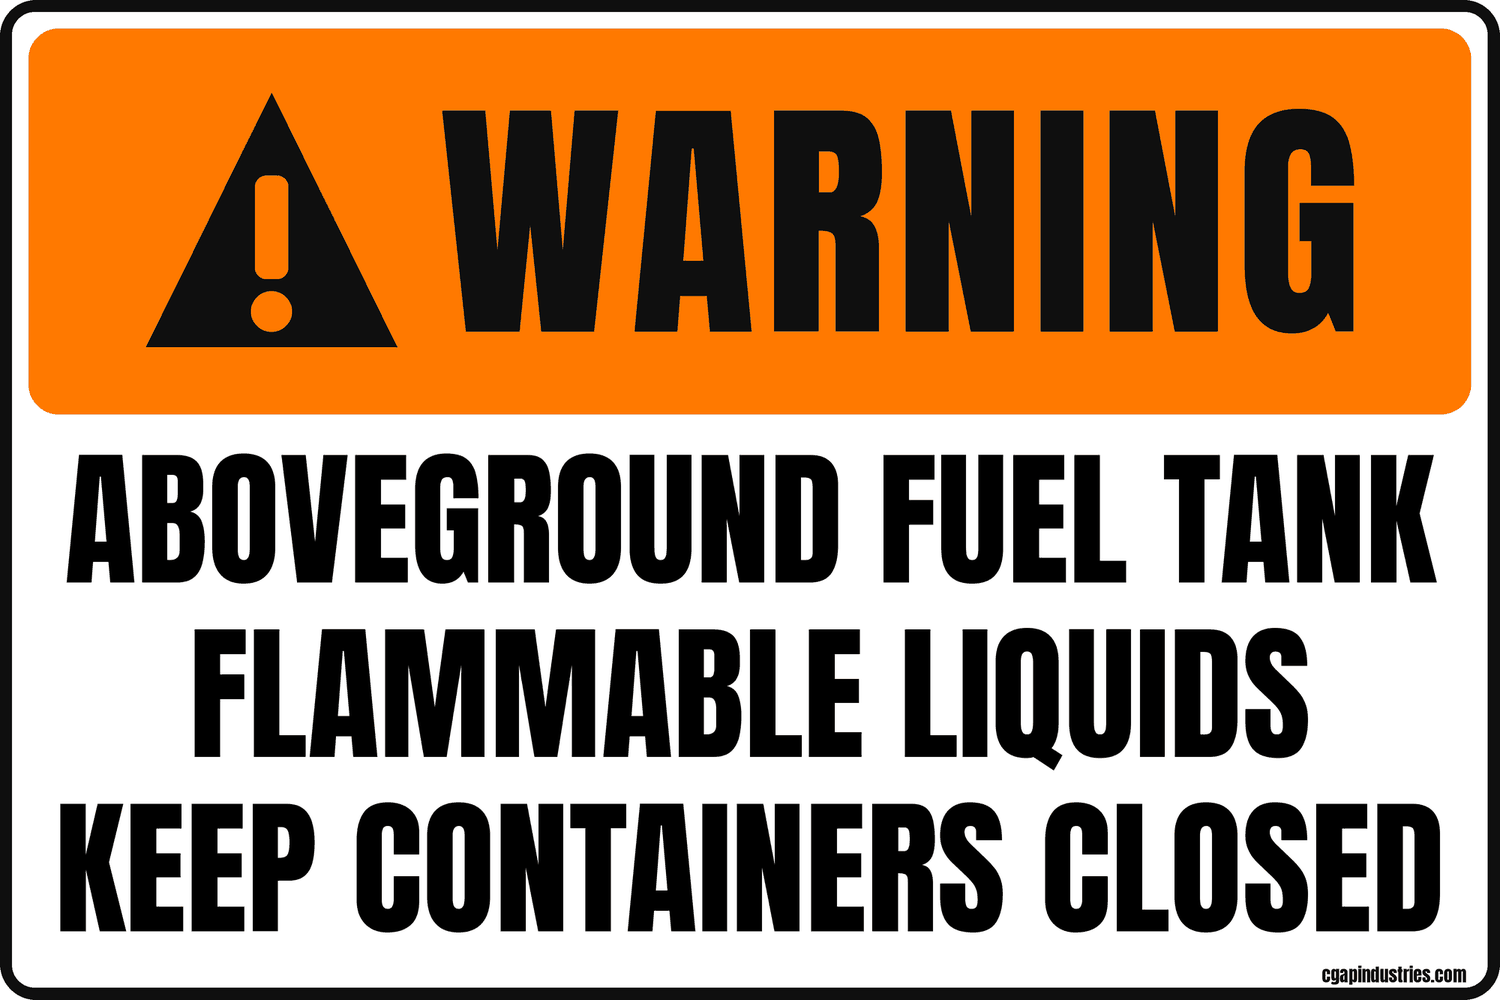 WARNING
ABOVEGROUND FUEL TANK
FLAMMABLE LIQUIDS
KEEP CONTAINERS CLOSED
cgapindustries.com